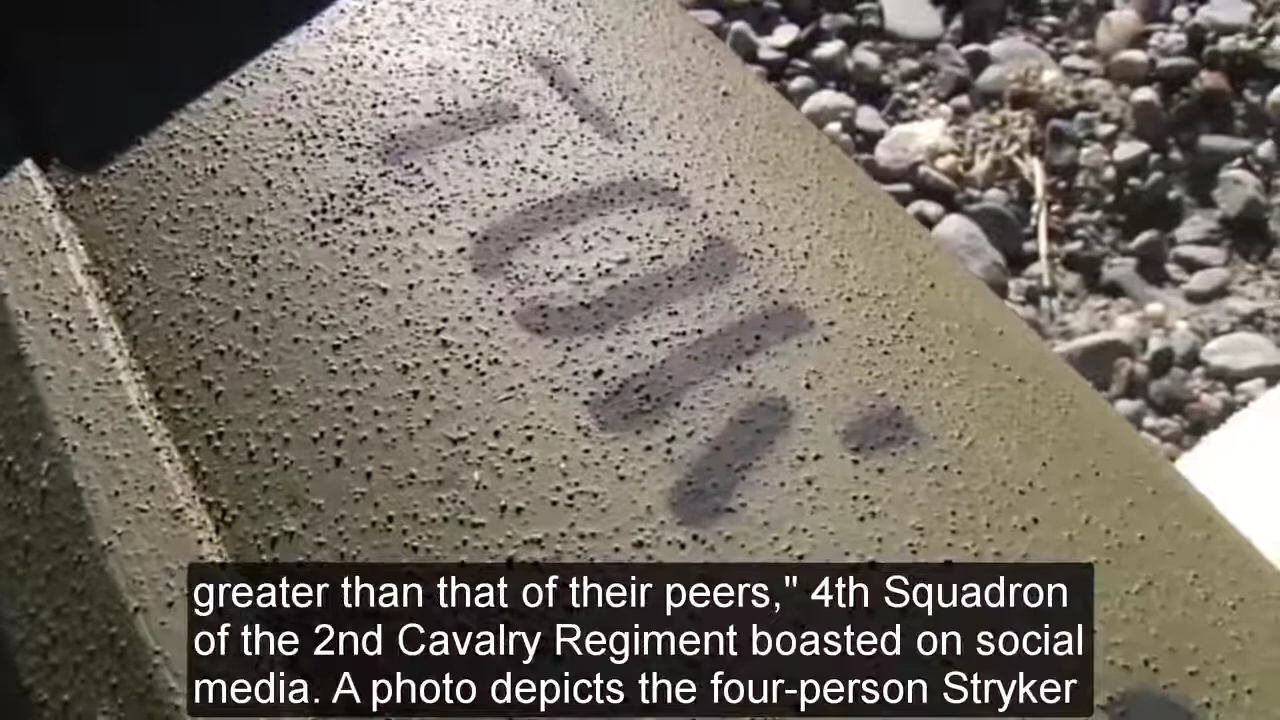 greater than that of their peers," 4th Squadron
of the 2nd Cavalry Regiment boasted on social
media. A photo depicts the four-person Stryker